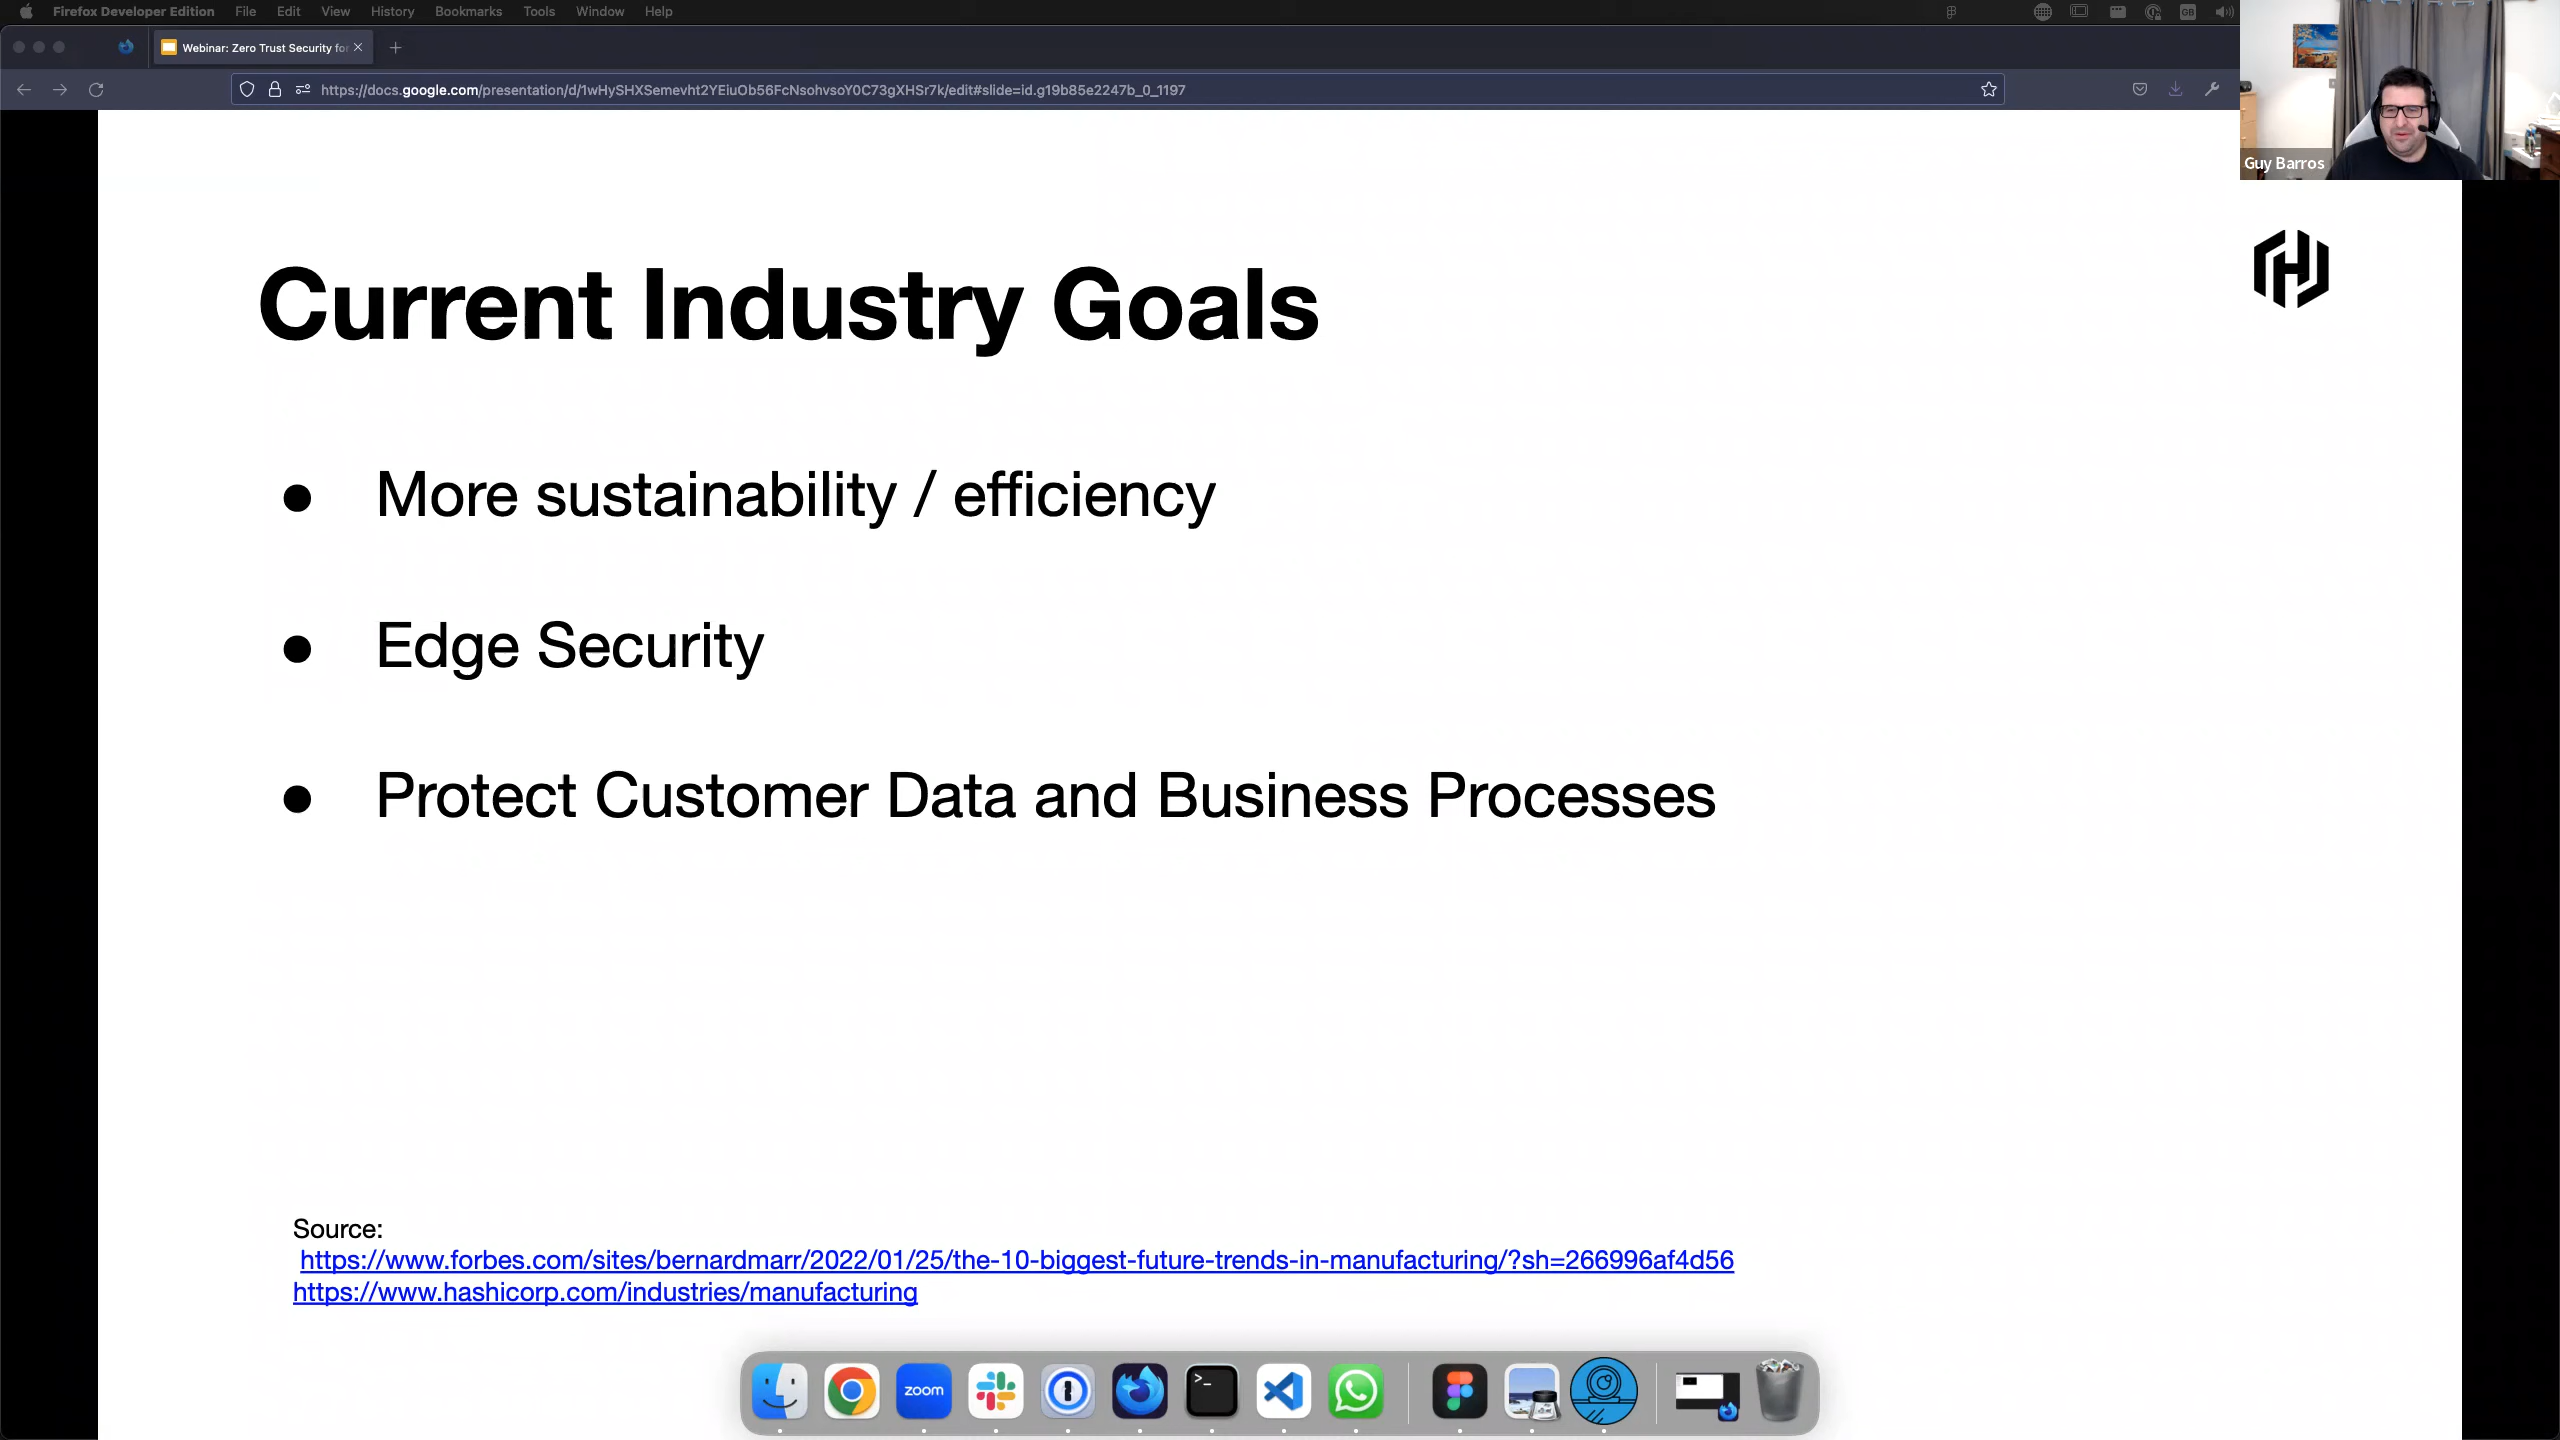 Firefox Developer Edition File Edit View History Bookmarks Tools Window Help
Webinar: Zero Trust Security for
https://docs.google.com/presentation/d/1wHySHXSemevht2YEiuOb56FcNsohvsoY0C73gXHSr7k/edit#slide=id.g19b85e2247b_0_1197
Guy Barros
Current Industry Goals
● More sustainability / efficiency
● Edge Security
● Protect Customer Data and Business Processes
Source:
https://www.forbes.com/sites/bernardmarr/2022/01/25/the-10-biggest-future-trends-in-manufacturing/?sh=266996af4d56
https://www.hashicorp.com/industries/manufacturing
zoom